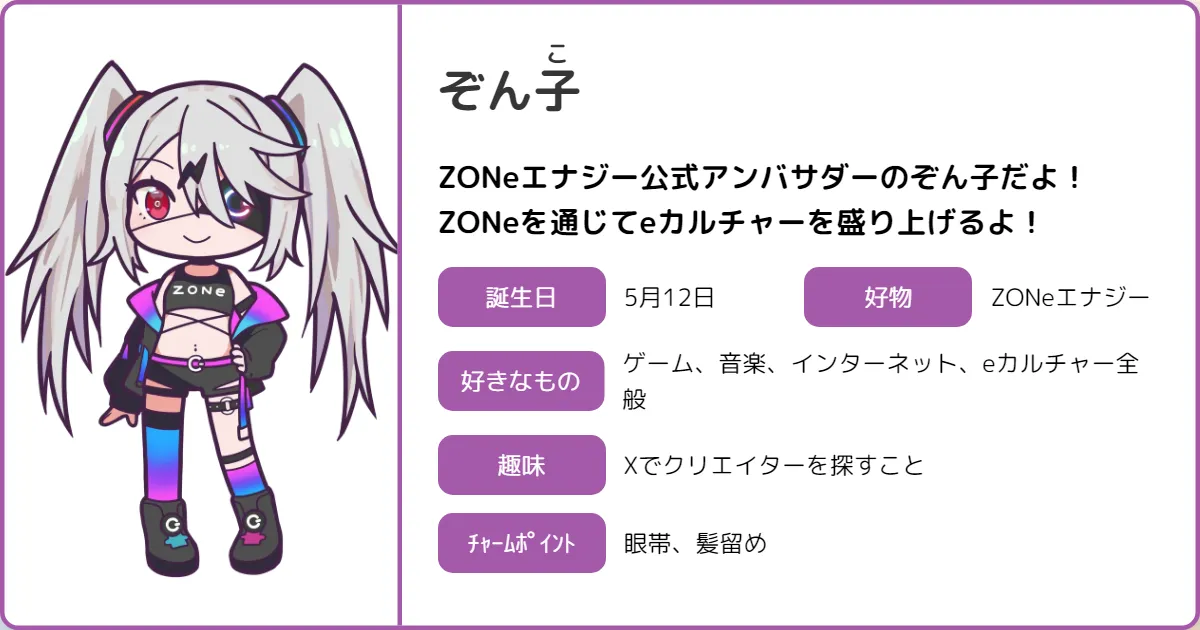 ZONe
こ
ぞん子
ZONeエナジー公式アンバサダーのぞん子だよ！
ZONeを通じてeカルチャーを盛り上げるよ！
誕生日 5月12日 好物 ZONeエナジー
好きなもの ゲーム、音楽、インターネット、eカルチャー全
般
趣味 Xでクリエイターを探すこと
ﾁｬｰﾑﾎﾟｲﾝﾄ 眼帯、髪留め